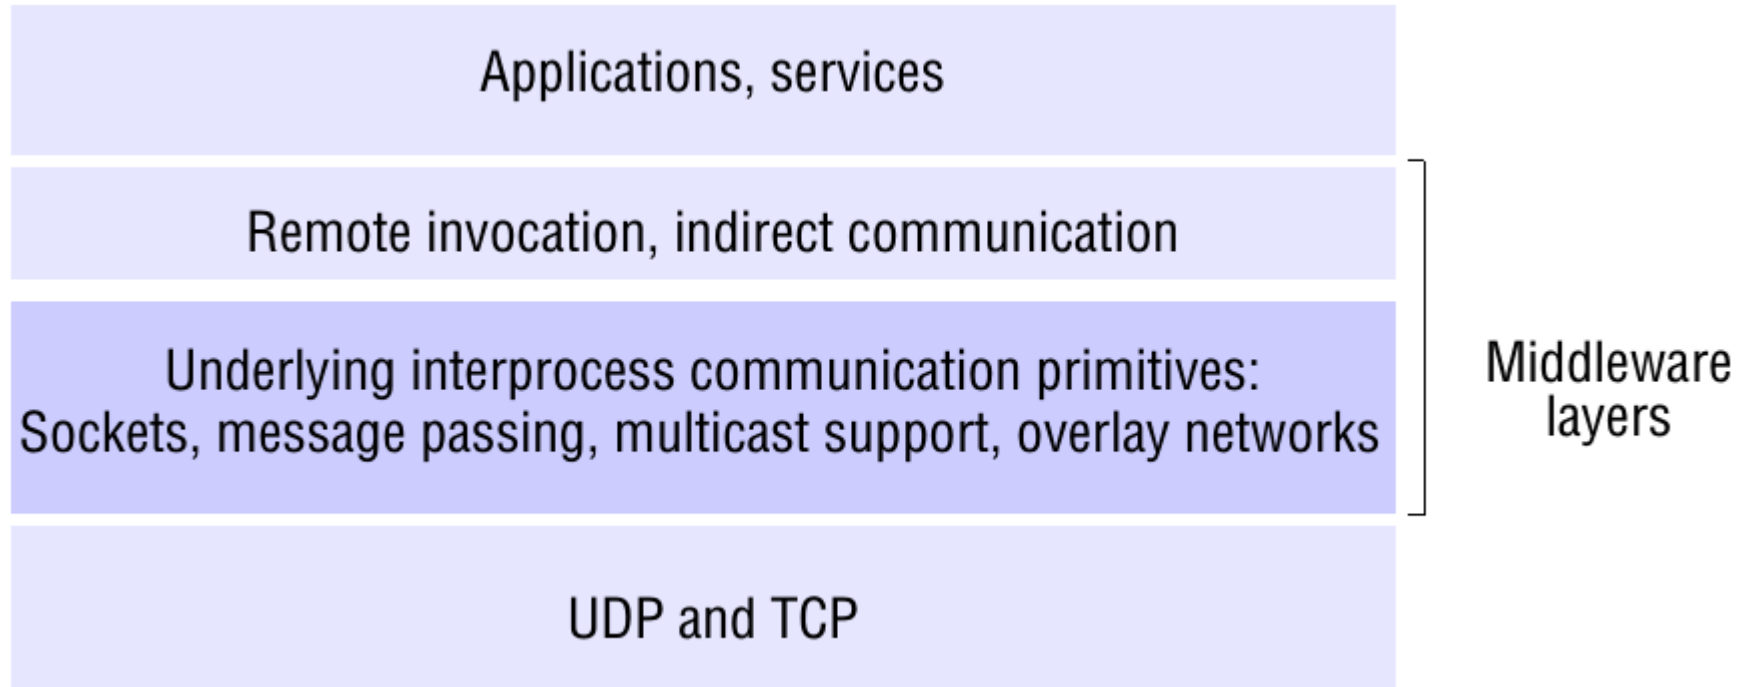 Applications, services
Remote invocation, indirect communication
Underlying interprocess communication primitives:
Sockets, message passing, multicast support, overlay networks
Middleware
layers
UDP and TCP